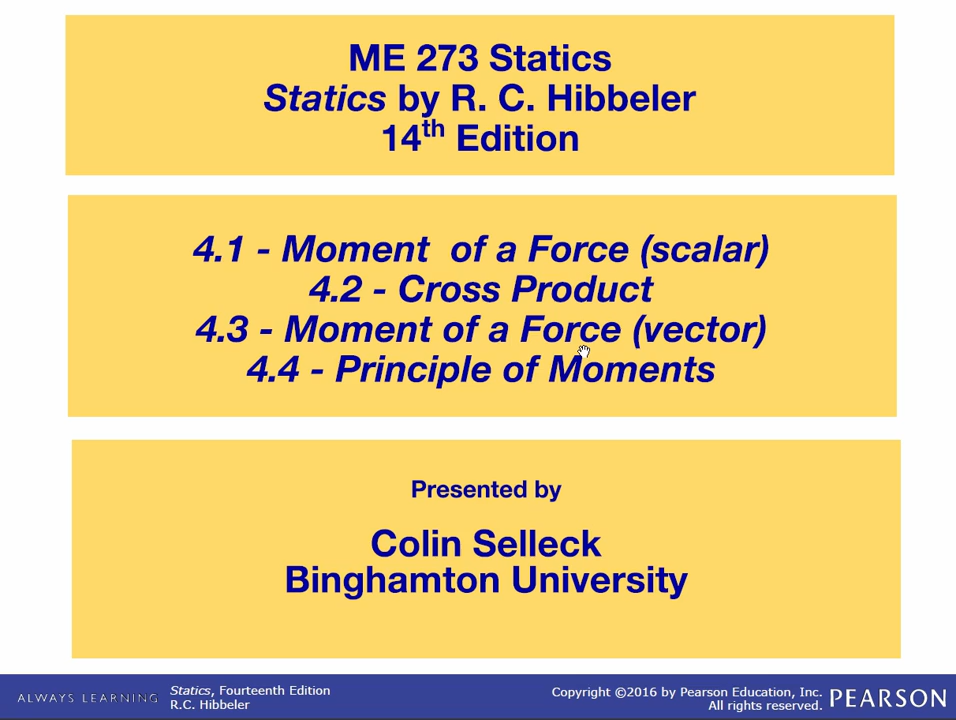 ME 273 Statics
Statics by R. C. Hibbeler
14th Edition
4.1 - Moment of a Force (scalar)
4.2 - Cross Product
4.3 - Moment of a Force (vector)
4.4 - Principle of Moments
Presented by
Colin Selleck
Binghamton University
ALWAYS LEARNING
Statics, Fourteenth Edition
R.C. Hibbeler
Copyright ©2016 by Pearson Education, Inc.
All rights reserved.
PEARSON